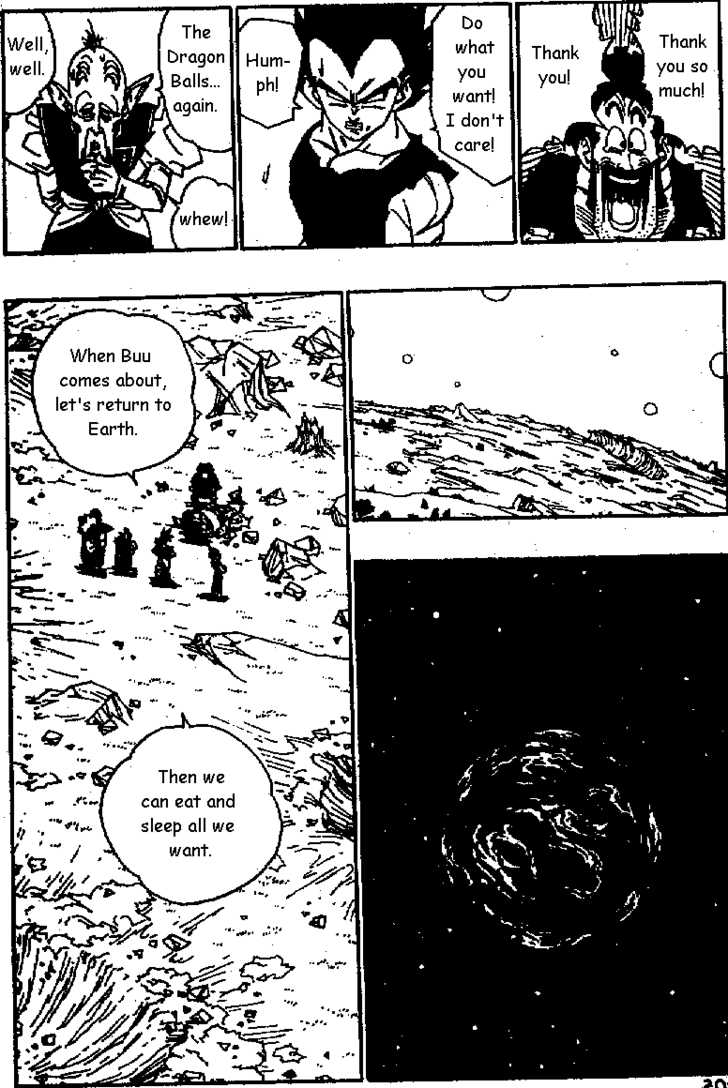 Thank
you so
much!
Thank
you!
Do
what
you
want!
I don't
care!
Hum-
ph!
The
Dragon
Balls...
again.
Well,
well.
whew!
When Buu
comes about,
let's return to
Earth.
Then we
can eat and
sleep all we
want.